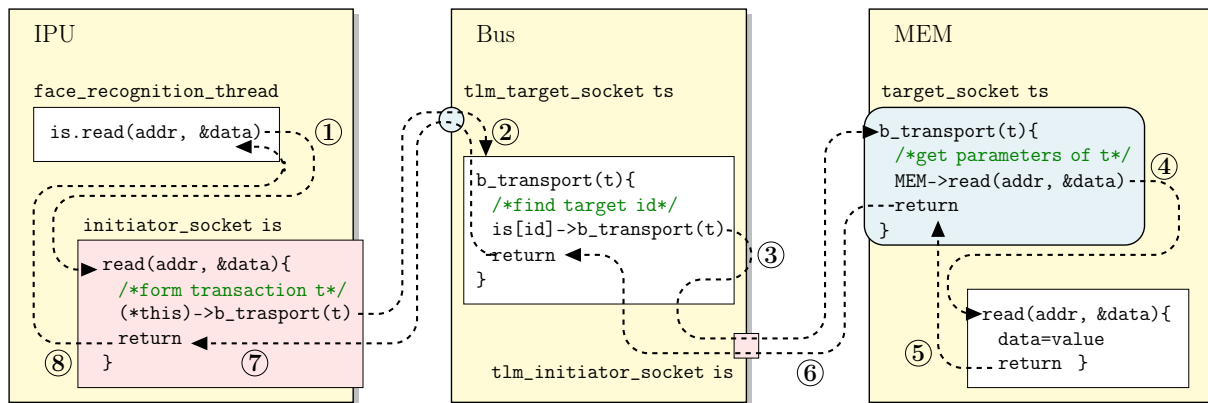 IPU
face_recognition_thread
is.read(addr, &data)
①
initiator_socket is
read(addr, &data){
/*form transaction t*/
(*this)->b_trasport(t)
return
}
⑧
⑦
Bus
tlm_target_socket ts
②
b_transport(t){
/*find target id*/
is[id]->b_transport(t)
return
}
③
tlm_initiator_socket is
⑥
MEM
target_socket ts
b_transport(t){
/*get parameters of t*/
MEM->read(addr, &data)
return
}
④
read(addr, &data){
data=value
return }
⑤